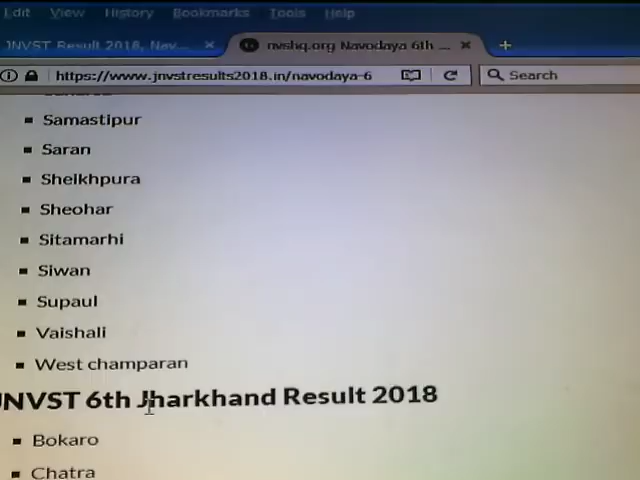 Edit View History Bookmarks Tools Help
JNVST Result 2018, Nav... × nvshq.org Navodaya 6th ... × +
https://www.jnvstresults2018.in/navodaya-6 Search
Samastipur
Saran
Sheikhpura
Sheohar
Sitamarhi
Siwan
Supaul
Vaishali
West champaran
JNVST 6th Jharkhand Result 2018
Bokaro
Chatra